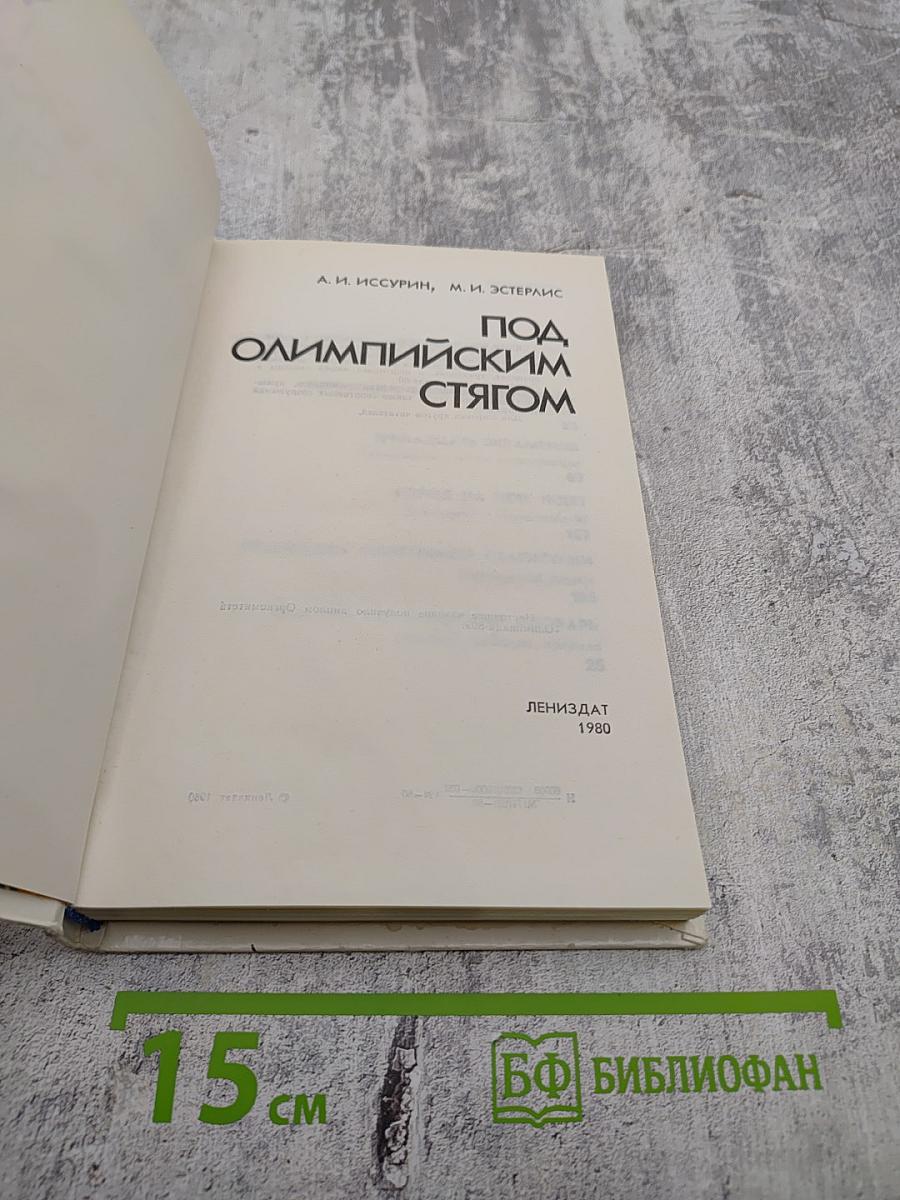 А. И. ИССУРИН, М. И. ЭСТЕРЛИС
ПОД
ОЛИМПИЙСКИМ
СТЯГОМ
ЛЕНИЗДАТ
1980
15 см
БФ БИБЛИОФАН